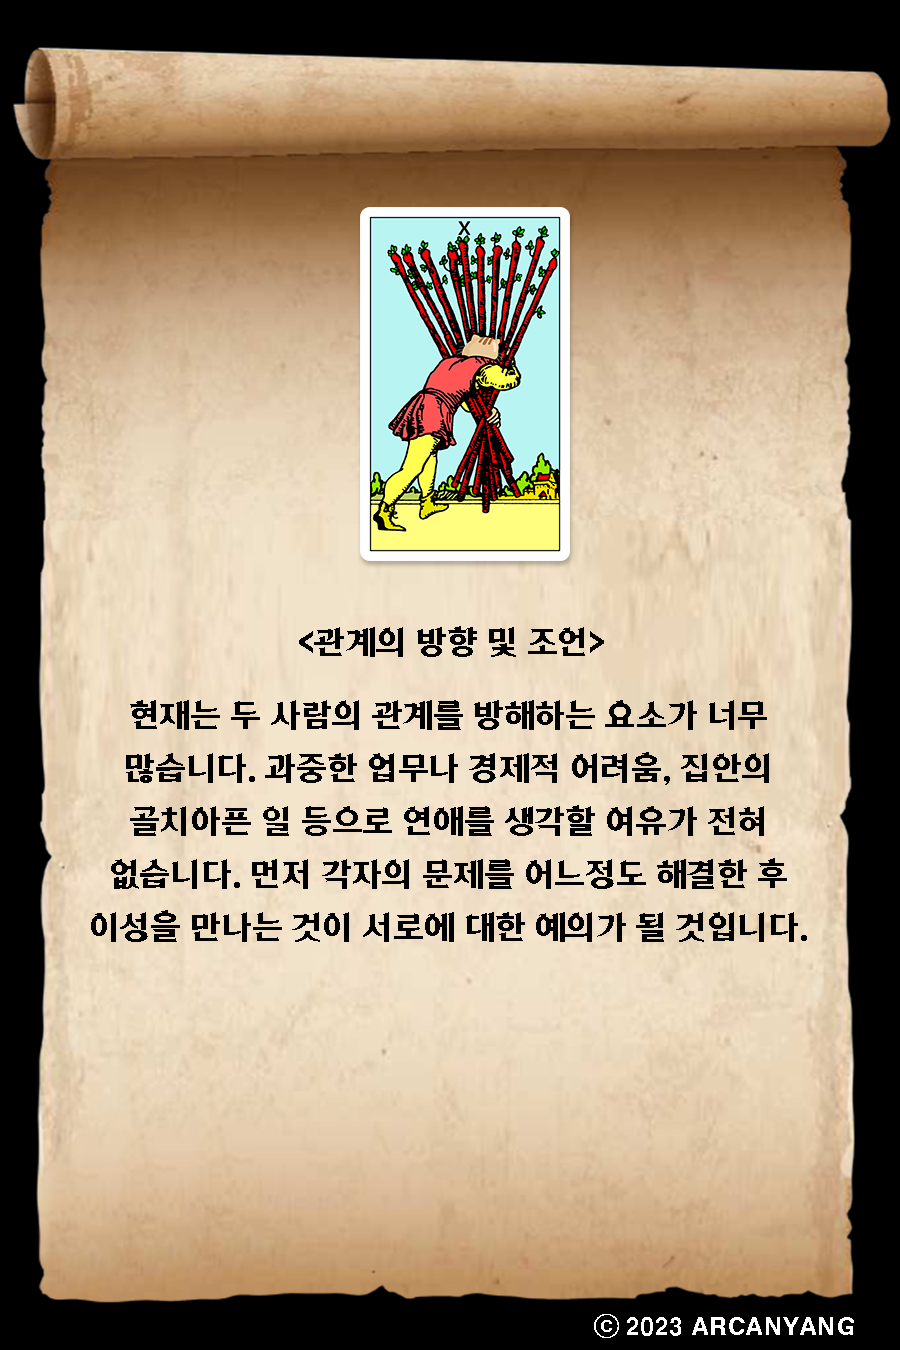 X
<관계의 방향 및 조언>
현재는 두 사람의 관계를 방해하는 요소가 너무
많습니다. 과중한 업무나 경제적 어려움, 집안의
골치아픈 일 등으로 연애를 생각할 여유가 전혀
없습니다. 먼저 각자의 문제를 어느정도 해결한 후
이성을 만나는 것이 서로에 대한 예의가 될 것입니다.
ⓒ 2023 ARCANYANG